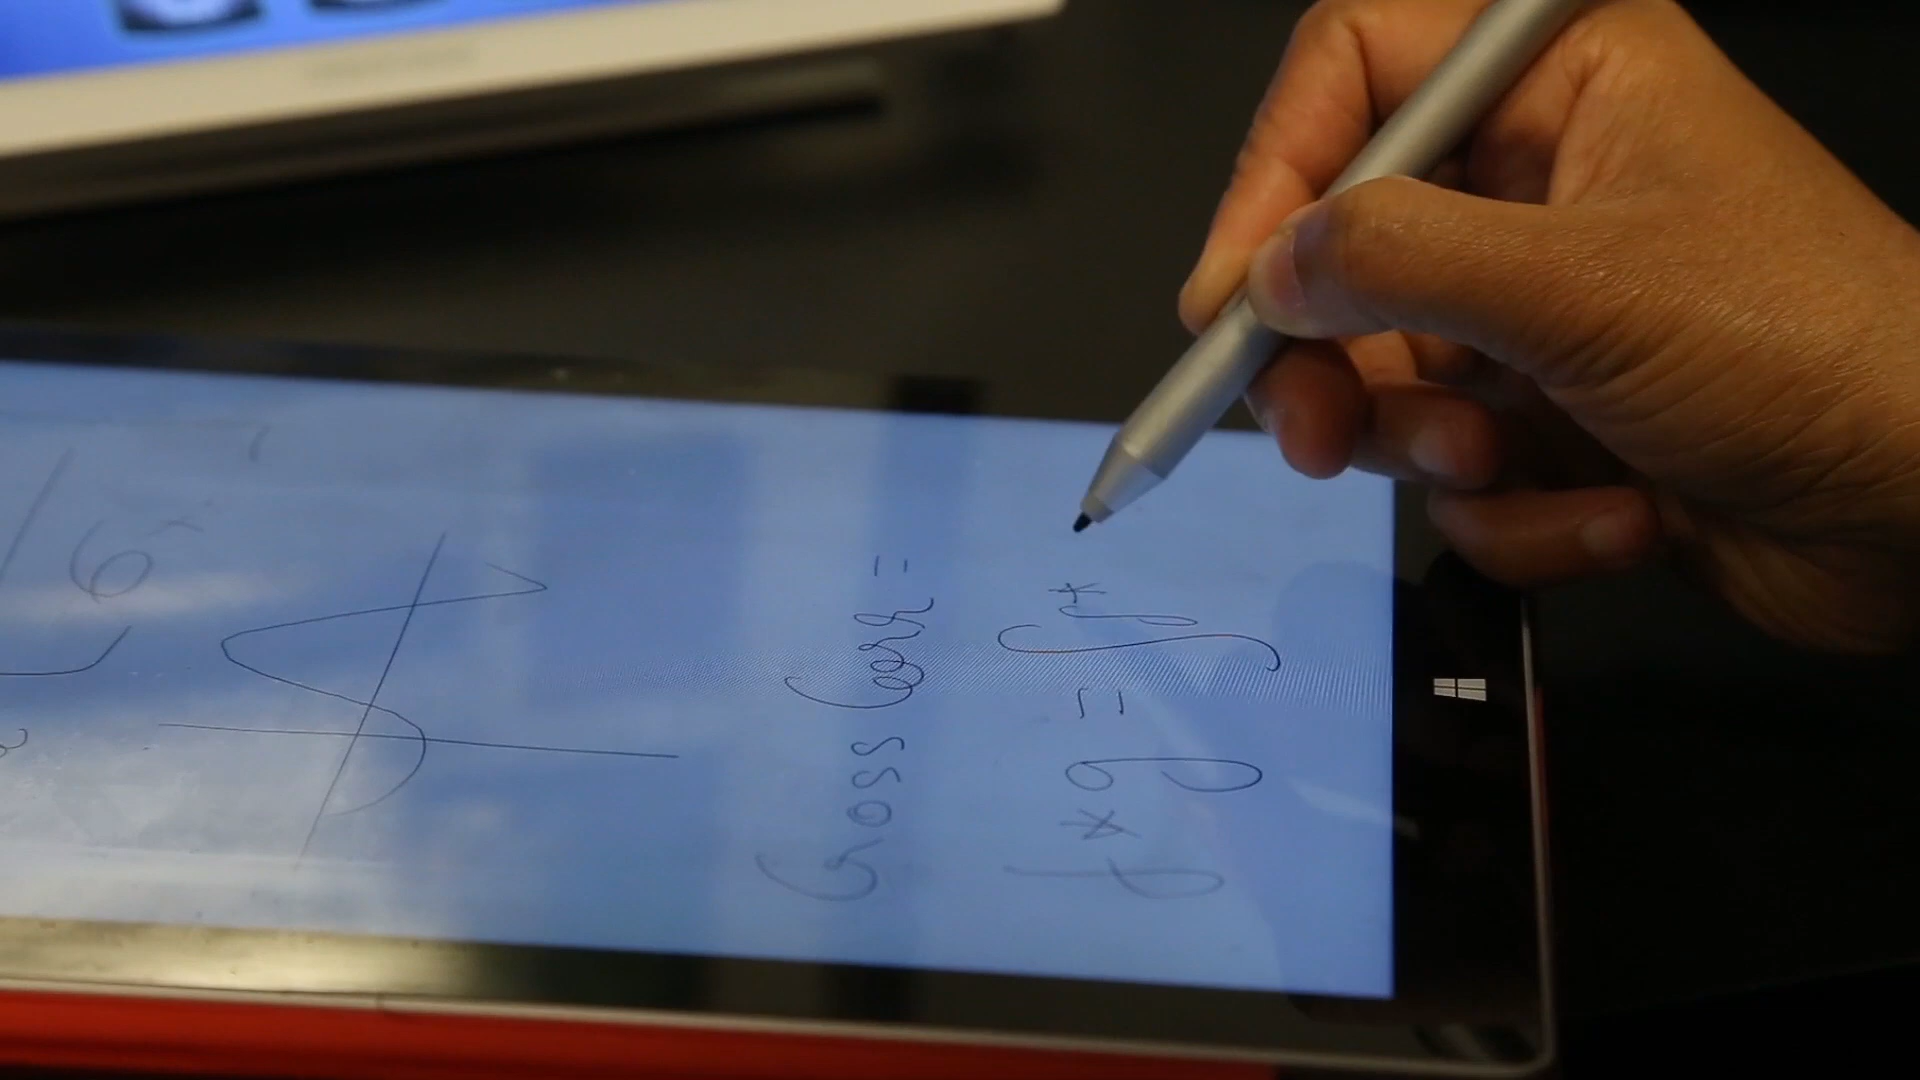 Cross Corr =
f * g = ∫ f*